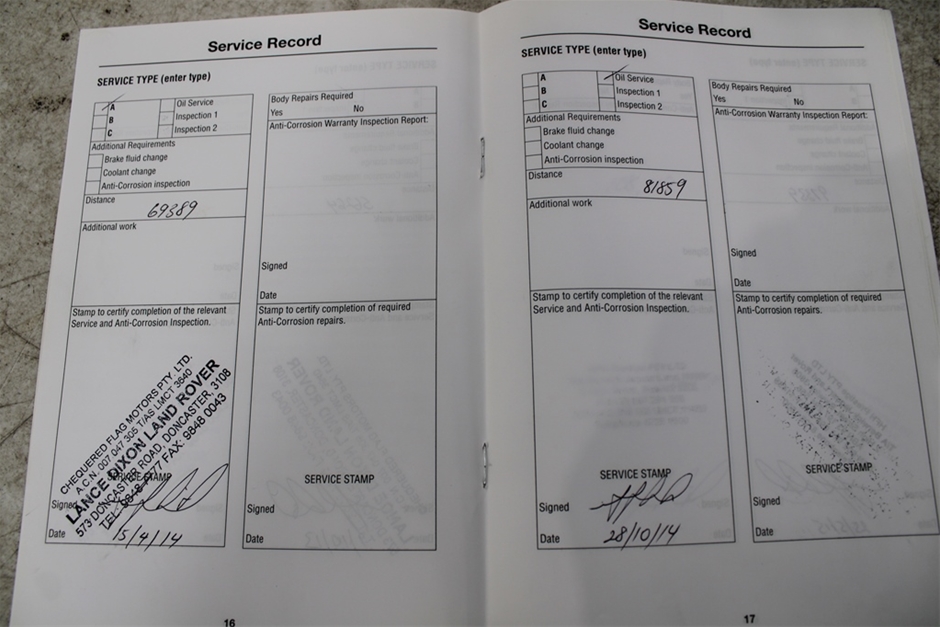 Service Record
SERVICE TYPE (enter type)
A
Oil Service
B
Inspection 1
C
Inspection 2
Additional Requirements
Brake fluid change
Coolant change
Anti-Corrosion inspection
Distance
69389
Additional work
Stamp to certify completion of the relevant
Service and Anti-Corrosion Inspection.
CHEQUERED FLAG MOTORS PTY. LTD.
A.C.N. 007 047 305 T/AS LMCT 3640
LANCE DIXON LAND ROVER
573 DONCASTER ROAD, DONCASTER, 3108
FAX: 9848 0043
SERVICE STAMP
Signed
Date
15/4/14
Body Repairs Required
Yes No
Anti-Corrosion Warranty Inspection Report:
Signed
Date
Stamp to certify completion of required
Anti-Corrosion repairs.
SERVICE STAMP
Signed
Date
16
Service Record
SERVICE TYPE (enter type)
A
Oil Service
B
Inspection 1
C
Inspection 2
Additional Requirements
Brake fluid change
Coolant change
Anti-Corrosion inspection
Distance
81859
Additional work
Stamp to certify completion of the relevant
Service and Anti-Corrosion Inspection.
SERVICE STAMP
Signed
Date
28/10/14
Body Repairs Required
Yes No
Anti-Corrosion Warranty Inspection Report:
Signed
Date
Stamp to certify completion of required
Anti-Corrosion repairs.
SERVICE STAMP
Signed
Date
17